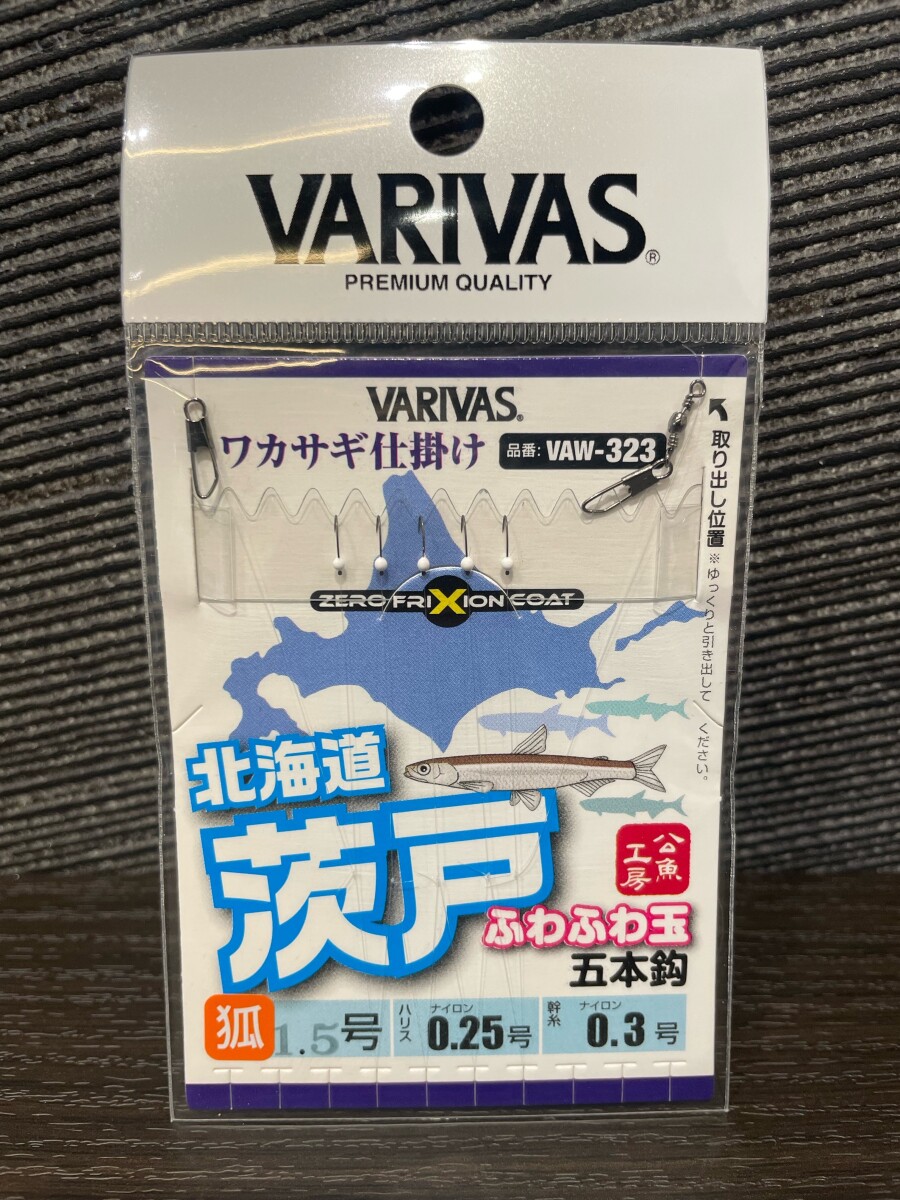 VARIVAS®
PREMIUM QUALITY
VARIVAS®
ワカサギ仕掛け 品番:VAW-323
取り出し位置
※ゆっくりと引き出して ください。
ZERO FRIXION COAT
北海道
茨戸
公魚
工房
ふわふわ玉
五本鈎
狐 1.5号 ハリス ナイロン 0.25号 幹糸 ナイロン 0.3号